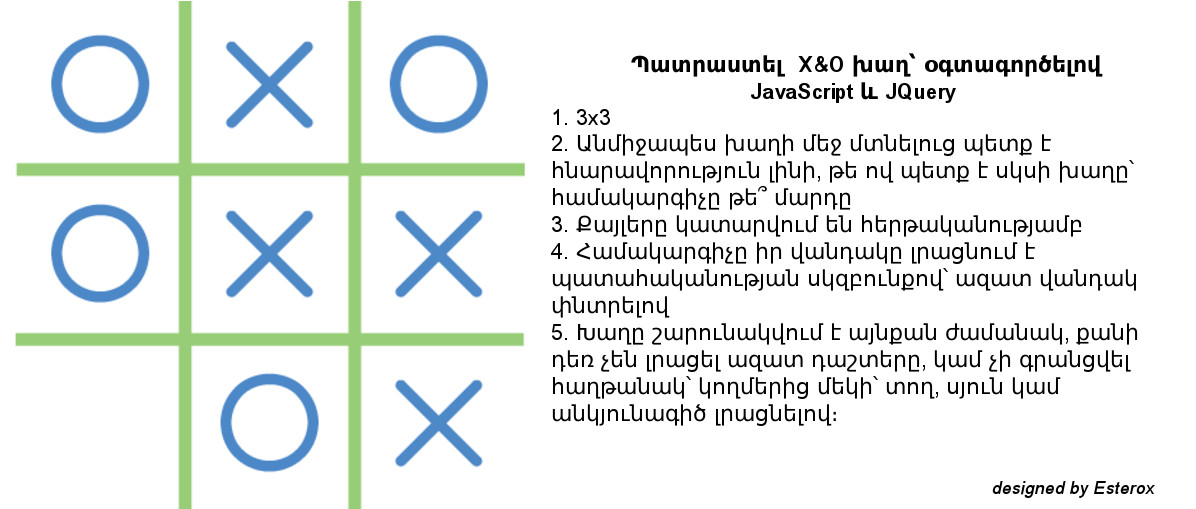 Պատրաստել X&O խաղ՝ օգտագործելով
JavaScript և JQuery
1. 3x3
2. Անմիջապես խաղի մեջ մտնելուց պետք է
հնարավորություն լինի, թե ով պետք է սկսի խաղը՝
համակարգիչը թե՞ մարդը
3. Քայլերը կատարվում են հերթականությամբ
4. Համակարգիչը իր վանդակը լրացնում է
պատահականության սկզբունքով՝ ազատ վանդակ
փնտրելով
5. Խաղը շարունակվում է այնքան ժամանակ, քանի
դեռ չեն լրացել ազատ դաշտերը, կամ չի գրանցվել
հաղթանակ՝ կողմերից մեկի՝ տող, սյուն կամ
անկյունագիծ լրացնելով։
designed by Esterox